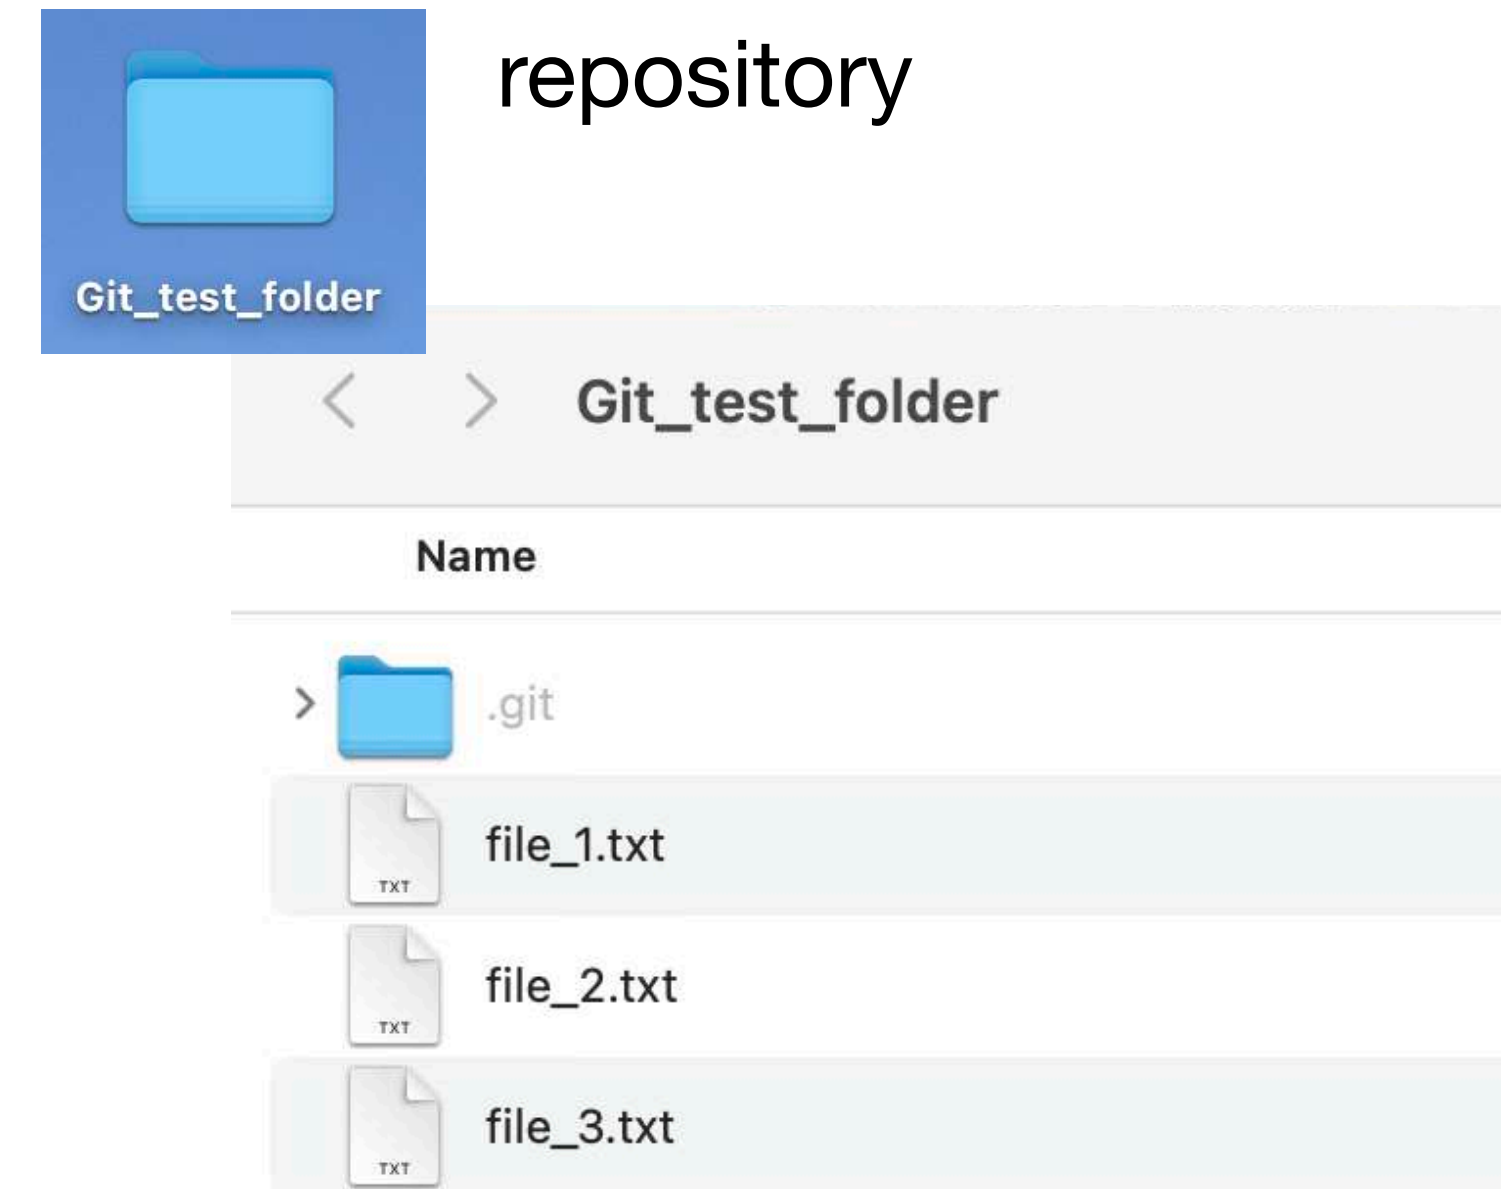 repository
Git_test_folder
Git_test_folder
Name
.git
TXT
file_1.txt
TXT
file_2.txt
TXT
file_3.txt